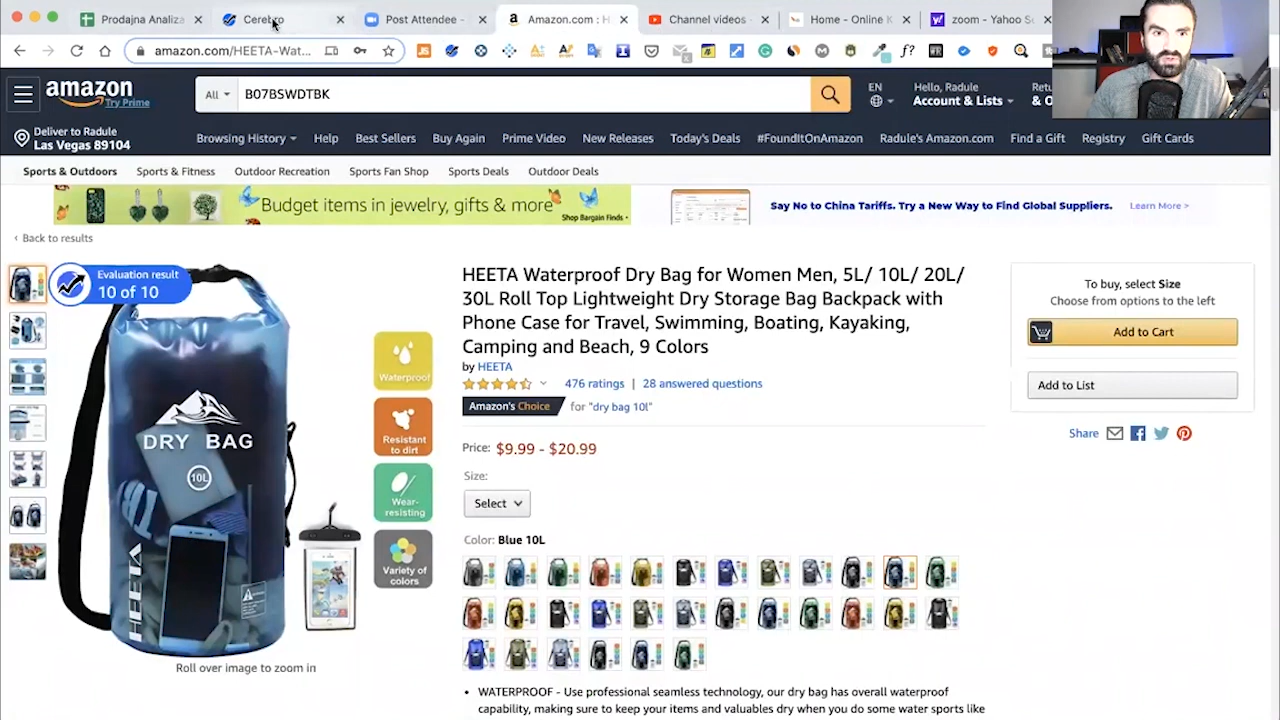 Prodajna Analiza
Cerebro
Post Attendee -
Amazon.com : H
Channel videos
Home - Online K
zoom - Yahoo S
amazon.com/HEETA-Wat...
amazon
Try Prime
All
B07BSWDTBK
EN
Hello, Radule
Account & Lists
Retu
& O
Deliver to Radule
Las Vegas 89104
Browsing History
Help
Best Sellers
Buy Again
Prime Video
New Releases
Today's Deals
#FoundItOnAmazon
Radule's Amazon.com
Find a Gift
Registry
Gift Cards
Sports & Outdoors
Sports & Fitness
Outdoor Recreation
Sports Fan Shop
Sports Deals
Outdoor Deals
Budget items in jewelry, gifts & more
Shop Bargain Finds ›
Say No to China Tariffs. Try a New Way to Find Global Suppliers.
Learn More >
‹ Back to results
Evaluation result
10 of 10
DRY BAG
10L
HEETA
Waterproof
Resistant
to dirt
Wear-
resisting
Variety of
colors
Roll over image to zoom in
HEETA Waterproof Dry Bag for Women Men, 5L/ 10L/ 20L/
30L Roll Top Lightweight Dry Storage Bag Backpack with
Phone Case for Travel, Swimming, Boating, Kayaking,
Camping and Beach, 9 Colors
by HEETA
476 ratings | 28 answered questions
Amazon's Choice for "dry bag 10l"
Price: $9.99 - $20.99
Size:
Select
Color: Blue 10L
• WATERPROOF - Use professional seamless technology, our dry bag has overall waterproof
capability, making sure to keep your items and valuables dry when you do some water sports like
To buy, select Size
Choose from options to the left
Add to Cart
Add to List
Share